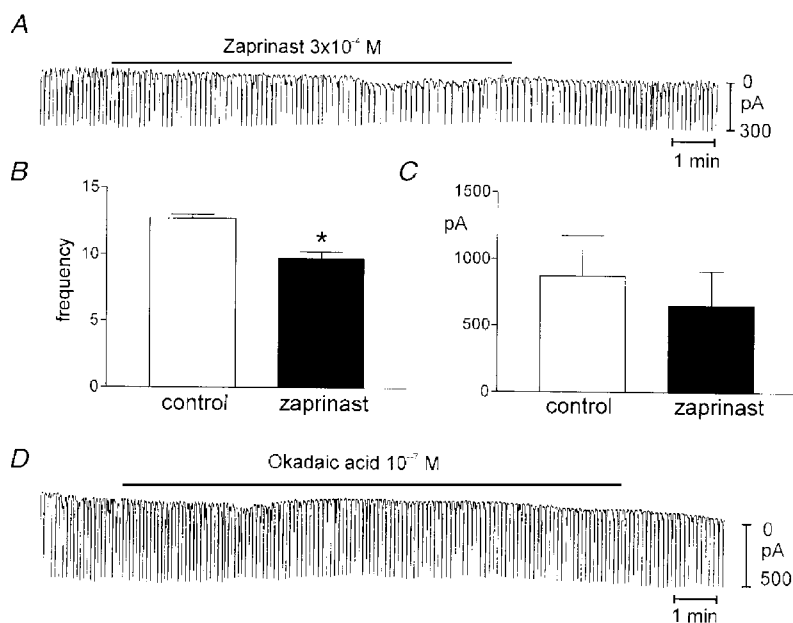 A
Zaprinast 3x10⁻⁴ M
0
pA
300
1 min
B
15
10
5
0
frequency
*
control
zaprinast
C
1500
pA
1000
500
0
control
zaprinast
D
Okadaic acid 10⁻⁷ M
0
pA
500
1 min